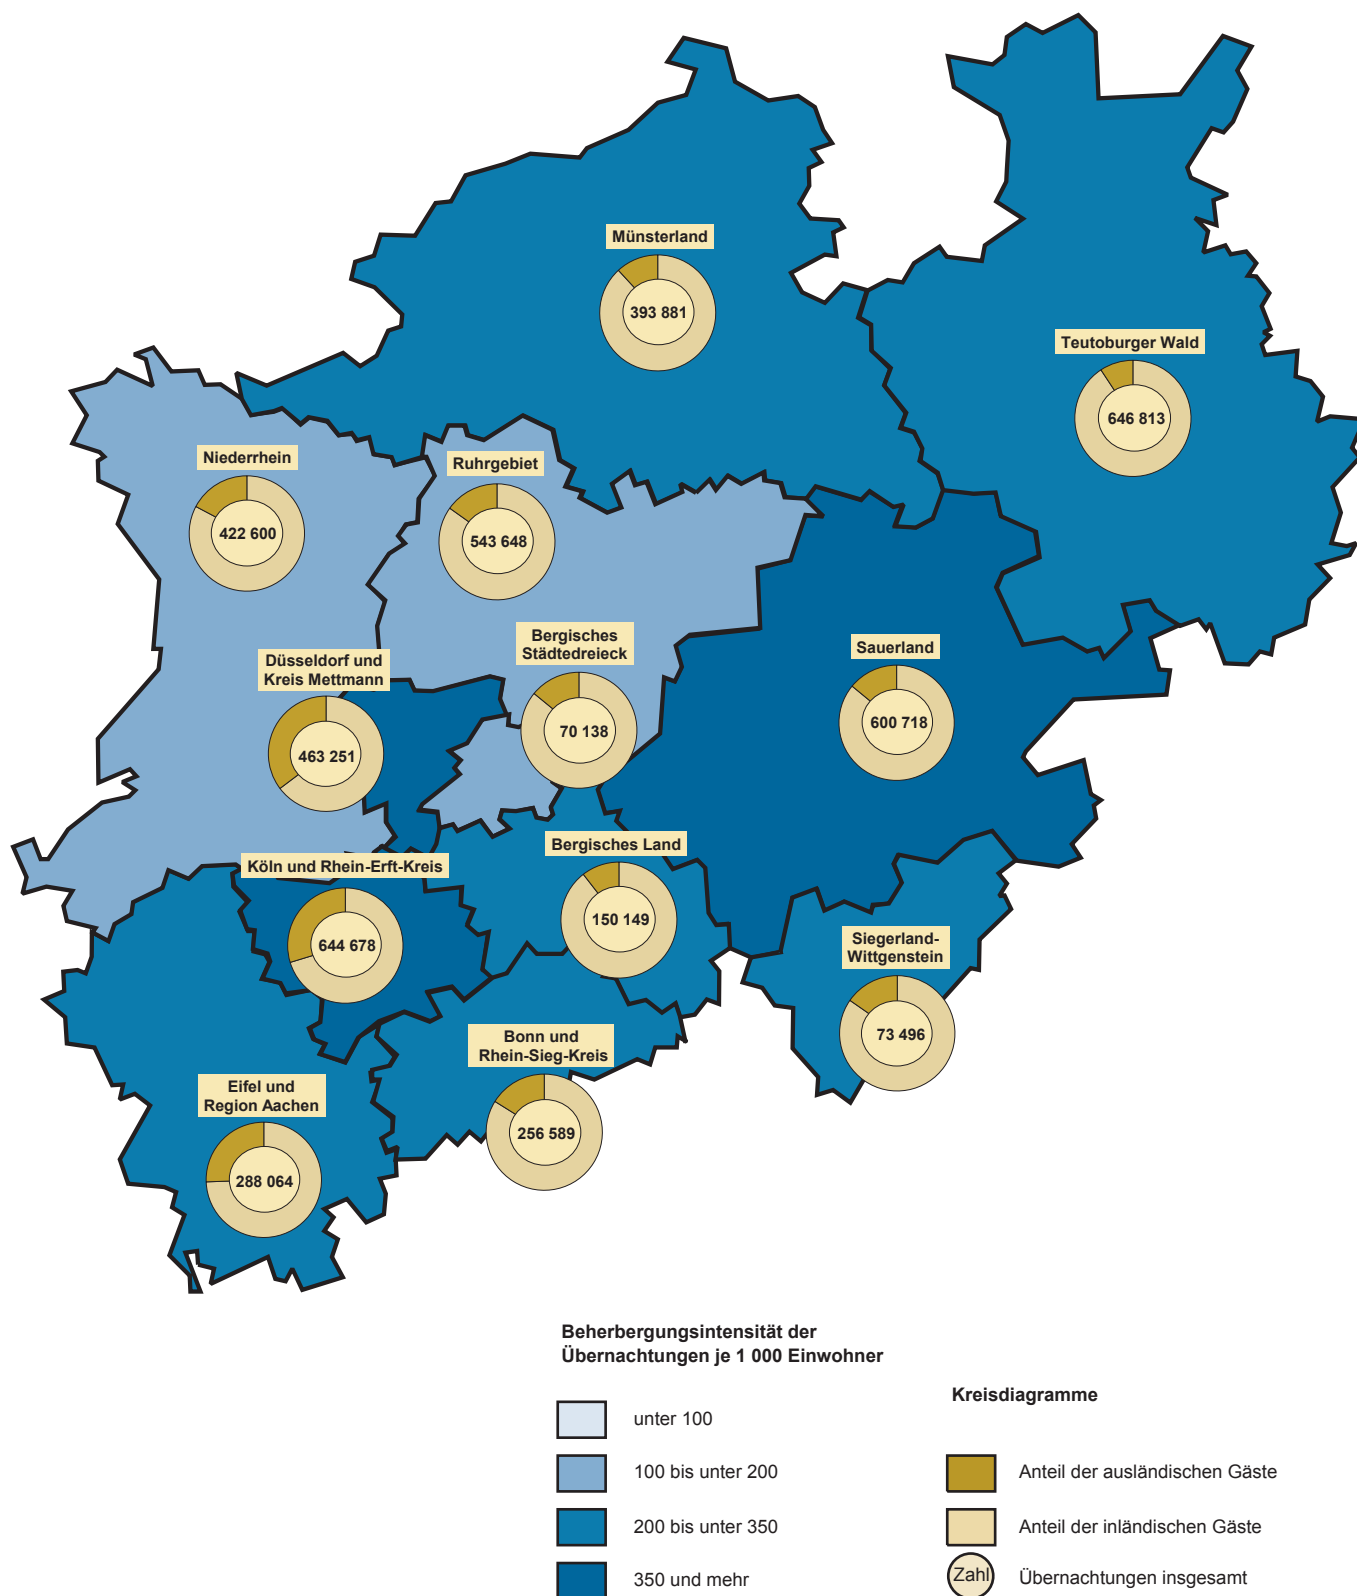 Münsterland
393 881
Teutoburger Wald
646 813
Niederrhein
422 600
Ruhrgebiet
543 648
Bergisches
Städtedreieck
70 138
Sauerland
600 718
Düsseldorf und
Kreis Mettmann
463 251
Bergisches Land
150 149
Köln und Rhein-Erft-Kreis
644 678
Siegerland-
Wittgenstein
73 496
Bonn und
Rhein-Sieg-Kreis
256 589
Eifel und
Region Aachen
288 064
Beherbergungsintensität der
Übernachtungen je 1 000 Einwohner
unter 100
100 bis unter 200
200 bis unter 350
350 und mehr
Kreisdiagramme
Anteil der ausländischen Gäste
Anteil der inländischen Gäste
Zahl Übernachtungen insgesamt